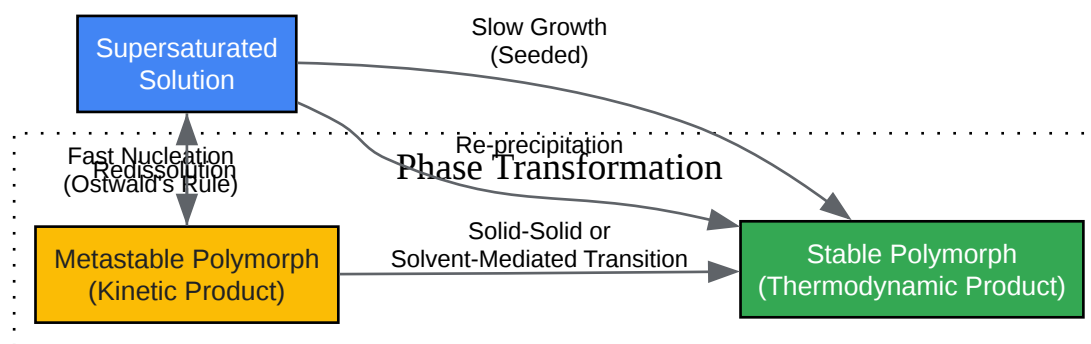 Slow Growth
(Seeded)
Supersaturated
Solution
Re-precipitation
Phase Transformation
Fast Nucleation
(Ostwald's Rule)
Redissolution
Solid-Solid or
Solvent-Mediated Transition
Metastable Polymorph
(Kinetic Product)
Stable Polymorph
(Thermodynamic Product)